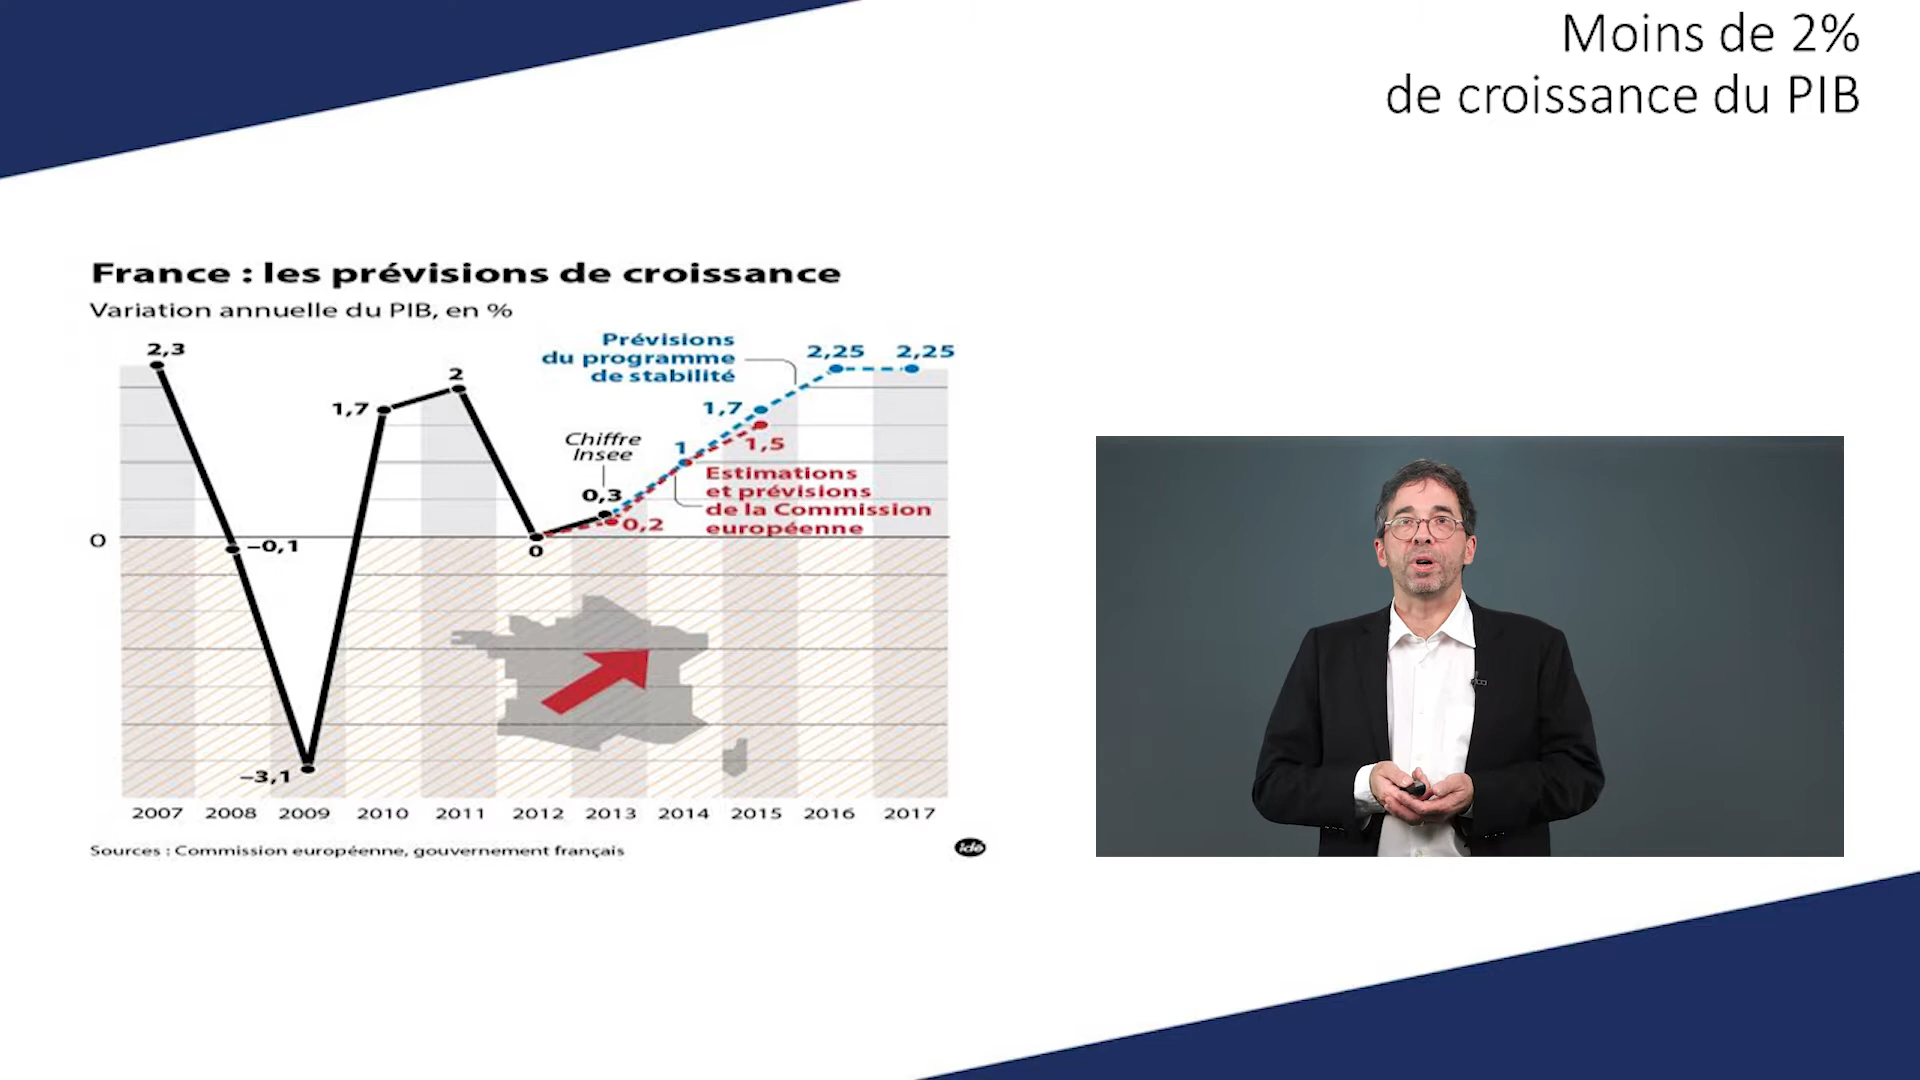 Moins de 2%
de croissance du PIB
France : les prévisions de croissance
Variation annuelle du PIB, en %
2,3
−0,1
−3,1
1,7
2
0
Chiffre
Insee
0,3
0,2
Prévisions
du programme
de stabilité
1
1,7
1,5
2,25
2,25
Estimations
et prévisions
de la Commission
européenne
0
2007 2008 2009 2010 2011 2012 2013 2014 2015 2016 2017
Sources : Commission européenne, gouvernement français
idé